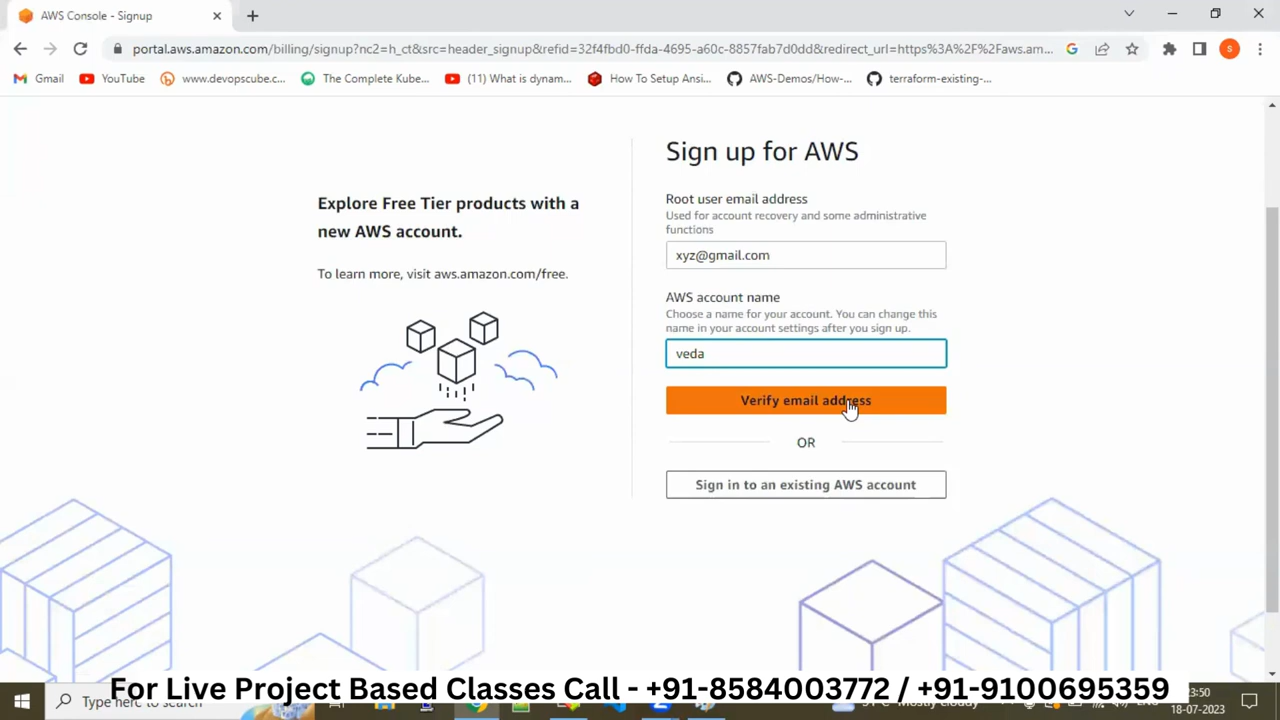 AWS Console - Signup
portal.aws.amazon.com/billing/signup?nc2=h_ct&src=header_signup&refid=32f4fbd0-ffda-4695-a60c-8857fab7d0dd&redirect_url=https%3A%2F%2Faws.am...
S
Gmail
YouTube
www.devopscube.c...
The Complete Kube...
(11) What is dynam...
How To Setup Ansi...
AWS-Demos/How-...
terraform-existing-...
Explore Free Tier products with a
new AWS account.
To learn more, visit aws.amazon.com/free.
Sign up for AWS
Root user email address
Used for account recovery and some administrative
functions
xyz@gmail.com
AWS account name
Choose a name for your account. You can change this
name in your account settings after you sign up.
veda
Verify email address
OR
Sign in to an existing AWS account
For Live Project Based Classes Call - +91-8584003772 / +91-9100695359
Type here to search
Mostly cloudy
18-07-2023